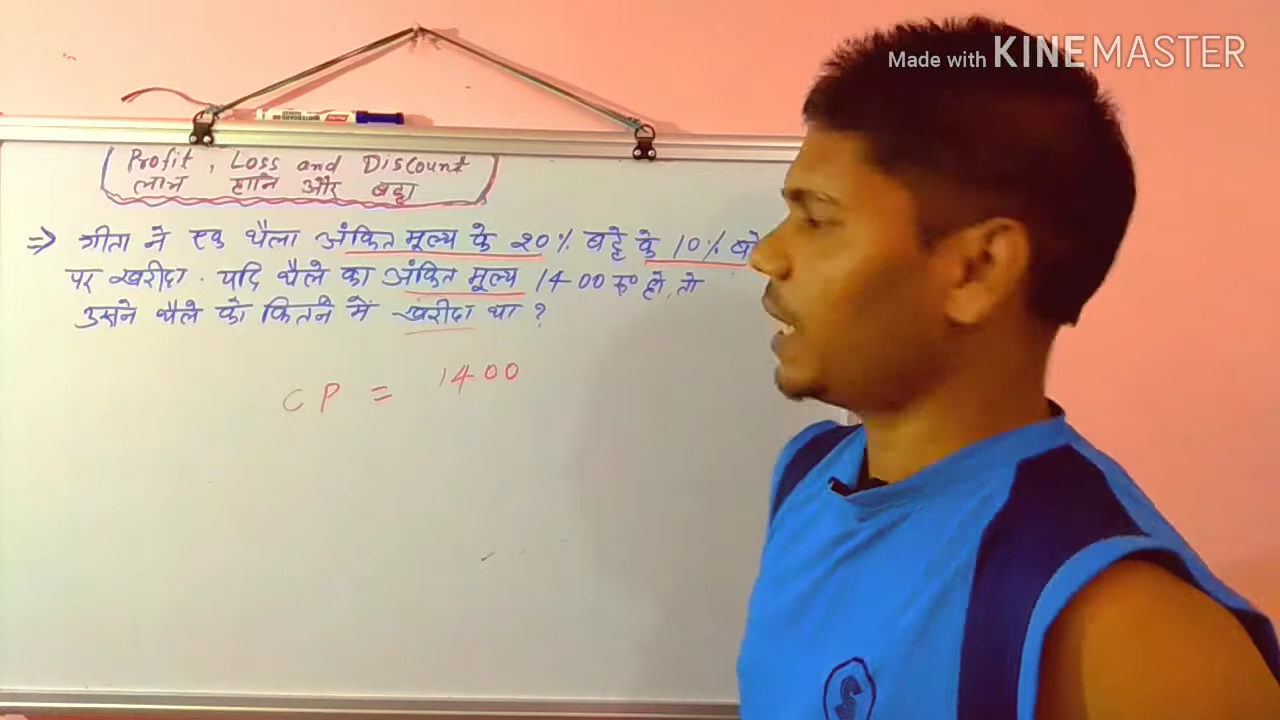 Made with KINEMASTER
Profit, Loss and Discount
लाभ हानि और बट्टा
=> गीता ने एक थैला अंकित मूल्य के 20% बट्टे के 10%
पर खरीदा. यदि थैले का अंकित मूल्य 1400 रु० हो, तो
उसने थैले को कितने में खरीदा था ?
CP = 1400